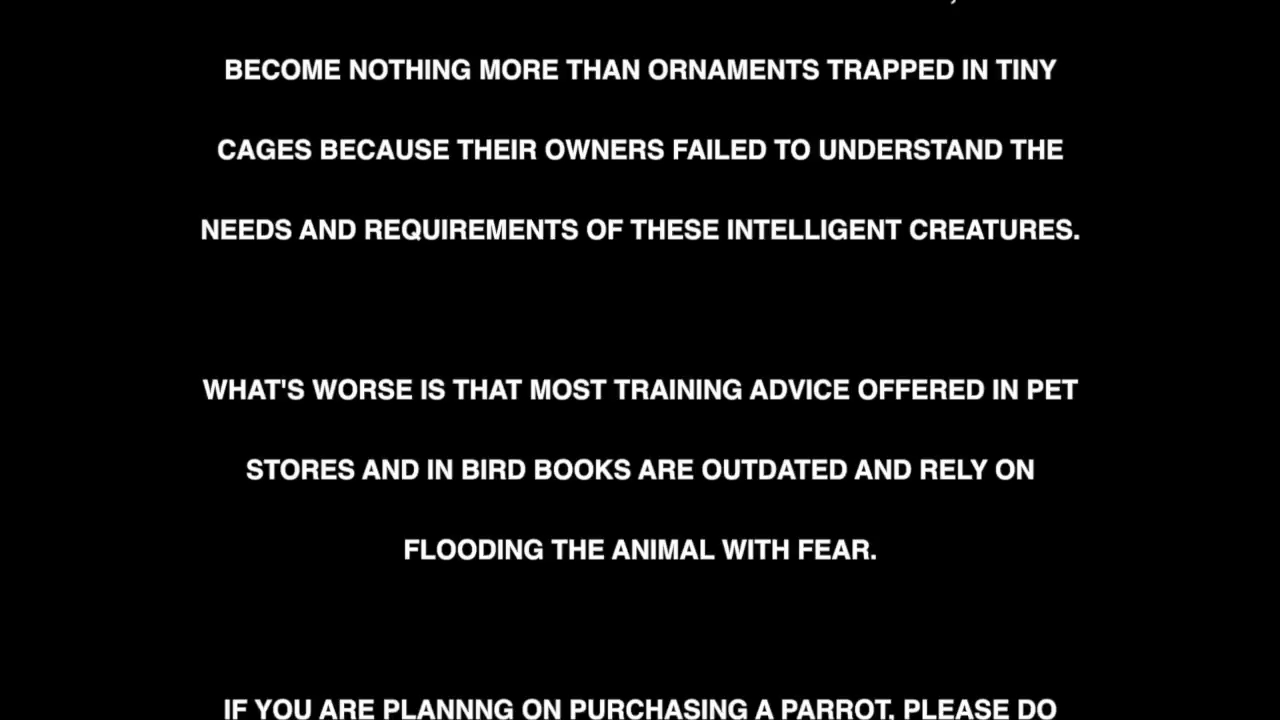 BECOME NOTHING MORE THAN ORNAMENTS TRAPPED IN TINY
CAGES BECAUSE THEIR OWNERS FAILED TO UNDERSTAND THE
NEEDS AND REQUIREMENTS OF THESE INTELLIGENT CREATURES.
WHAT'S WORSE IS THAT MOST TRAINING ADVICE OFFERED IN PET
STORES AND IN BIRD BOOKS ARE OUTDATED AND RELY ON
FLOODING THE ANIMAL WITH FEAR.
IF YOU ARE PLANNNG ON PURCHASING A PARROT, PLEASE DO